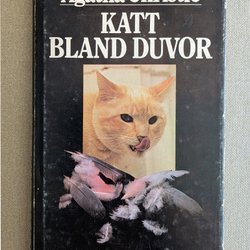 Agatha Christie
KATT
BLAND DUVOR